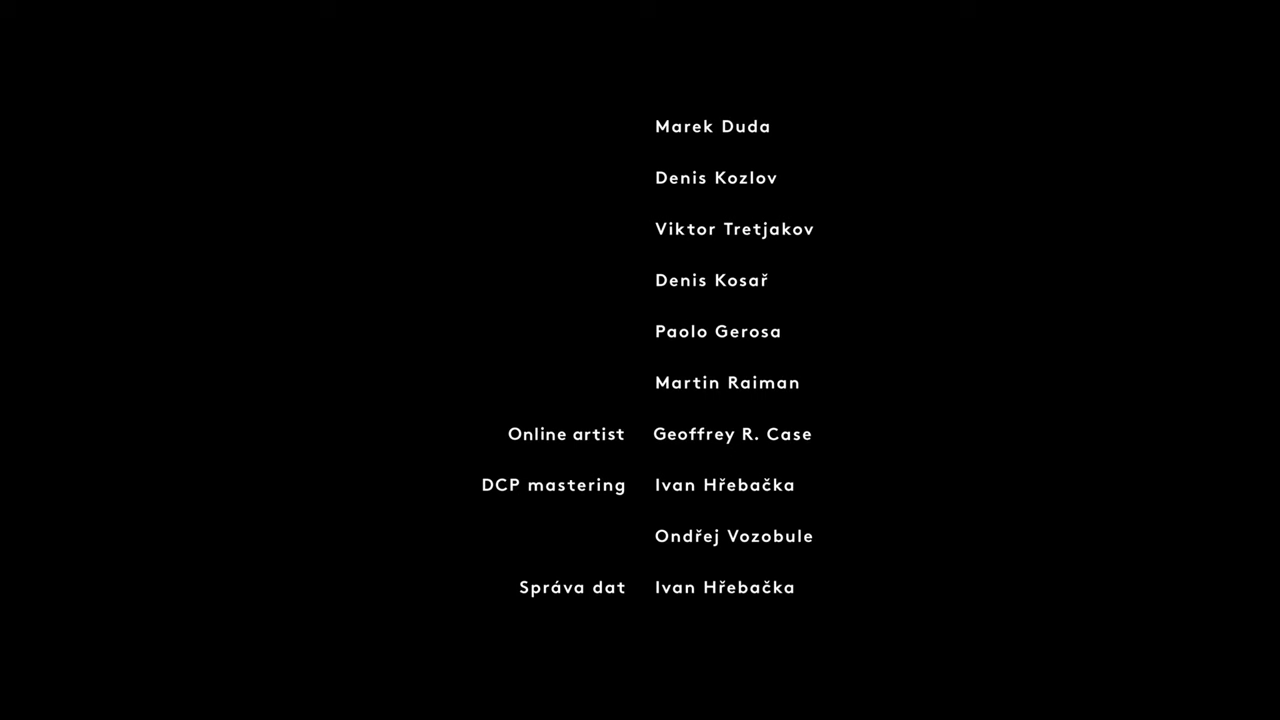 Marek Duda
Denis Kozlov
Viktor Tretjakov
Denis Kosař
Paolo Gerosa
Martin Raiman
Online artist Geoffrey R. Case
DCP mastering Ivan Hřebačka
Ondřej Vozobule
Správa dat Ivan Hřebačka